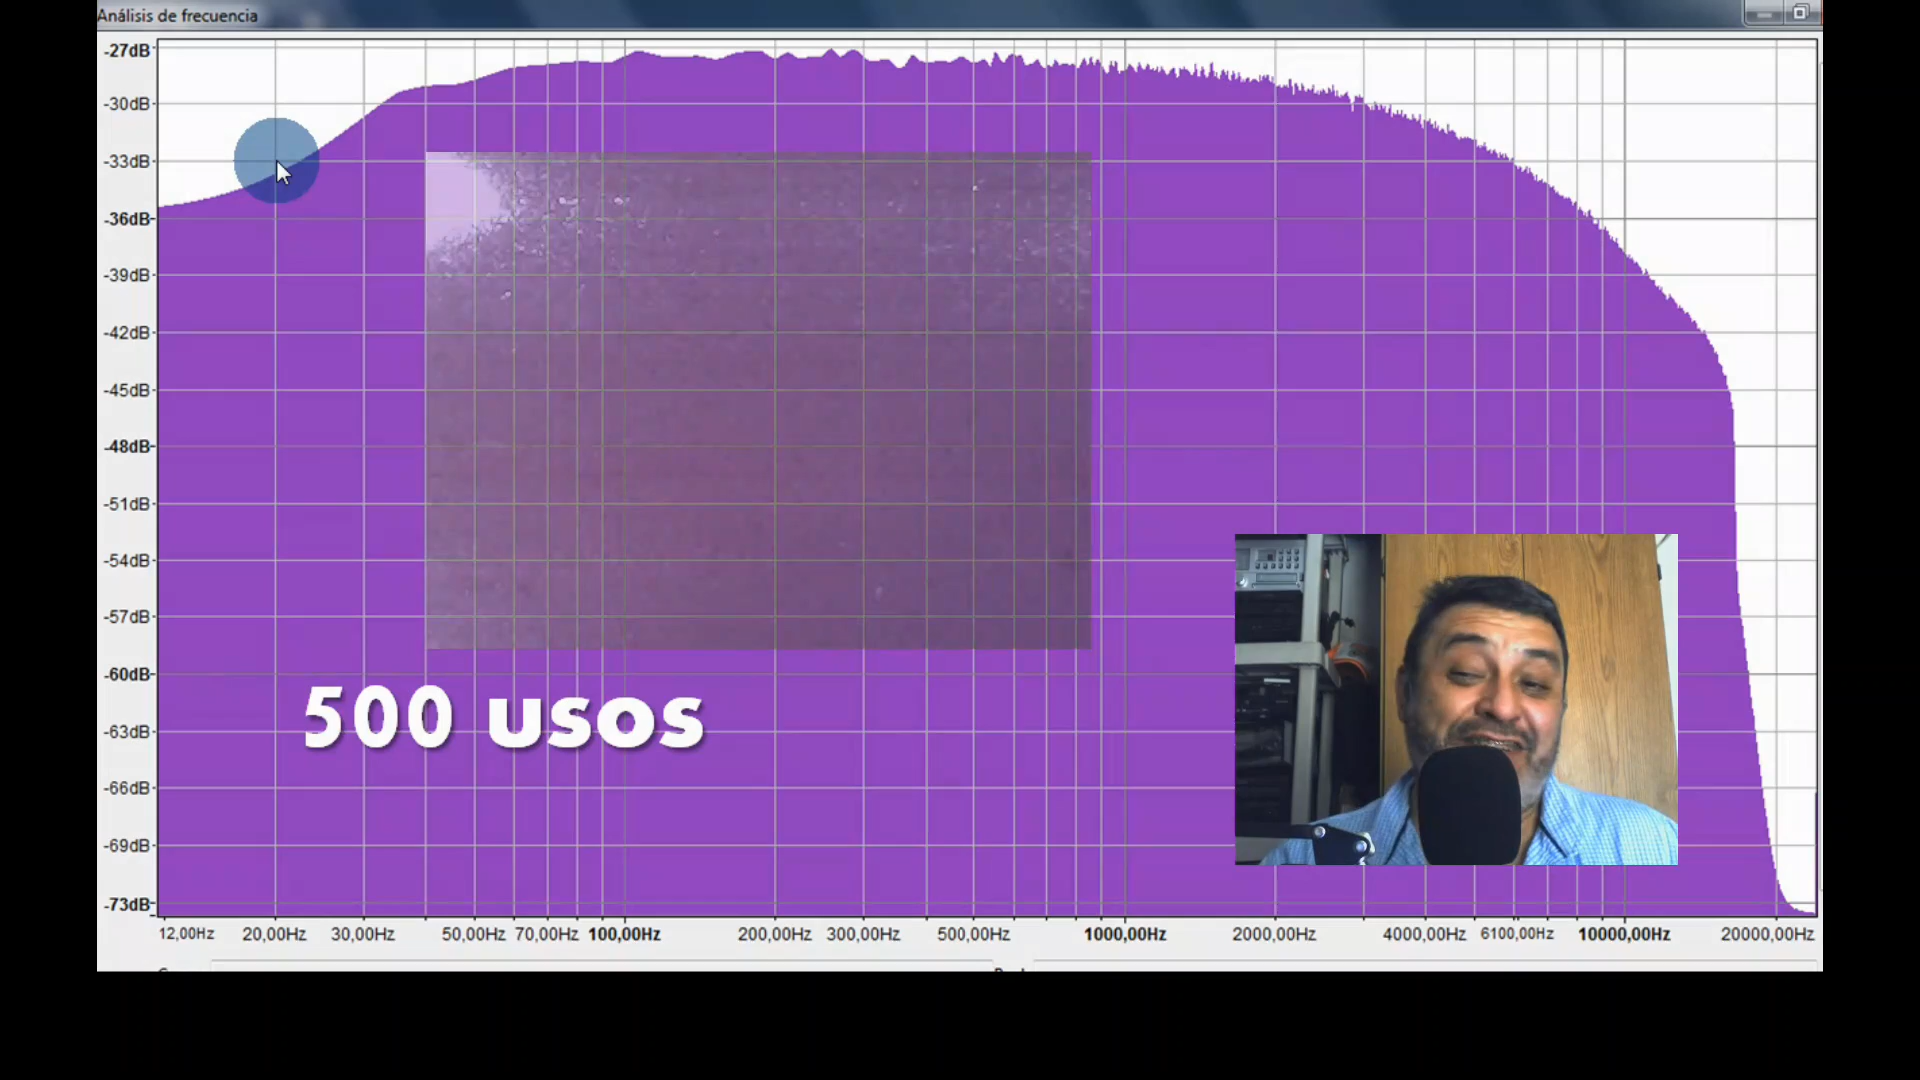 Análisis de frecuencia
-27dB
-30dB
-33dB
-36dB
-39dB
-42dB
-45dB
-48dB
-51dB
-54dB
-57dB
-60dB
500 usos
-63dB
-66dB
-69dB
-73dB
12,00Hz 20,00Hz 30,00Hz 50,00Hz 70,00Hz 100,00Hz 200,00Hz 300,00Hz 500,00Hz 1000,00Hz 2000,00Hz 4000,00Hz 6100,00Hz 10000,00Hz 20000,00Hz